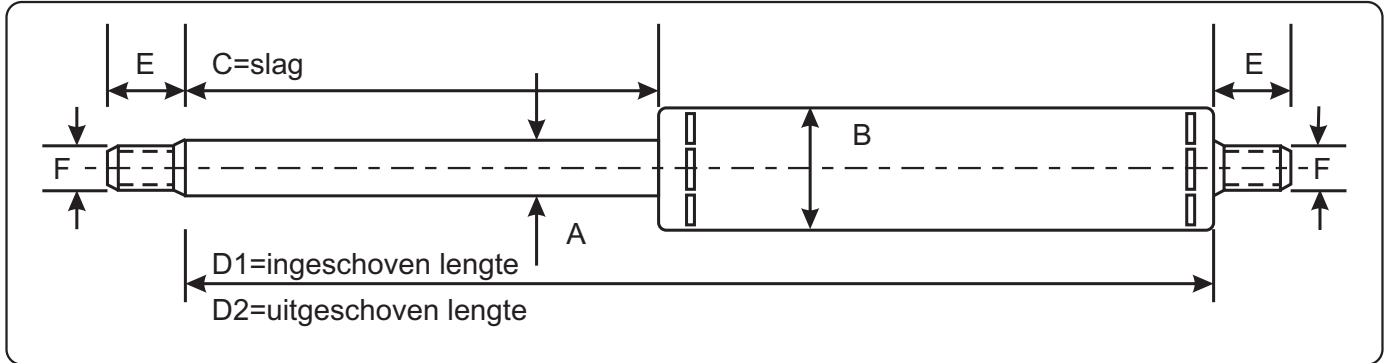 E
C=slag
E
F
B
F
A
D1=ingeschoven lengte
D2=uitgeschoven lengte